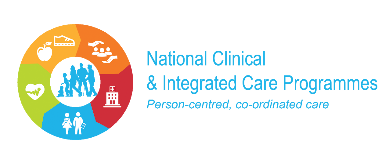 National Clinical
& Integrated Care Programmes
Person-centred, co-ordinated care